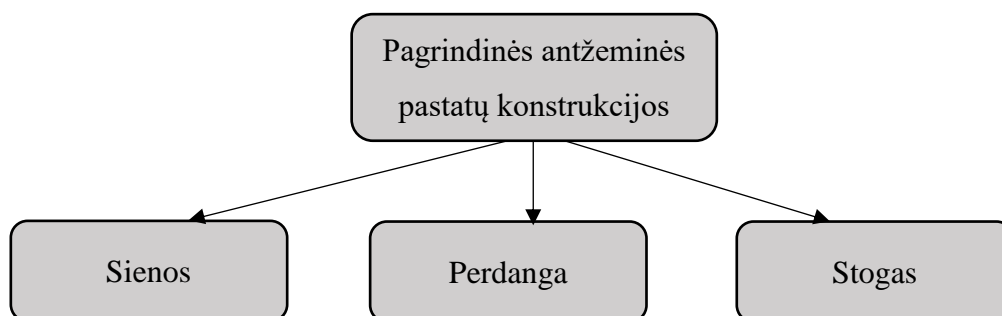 Pagrindinės antžeminės
pastatų konstrukcijos
Sienos
Perdanga
Stogas